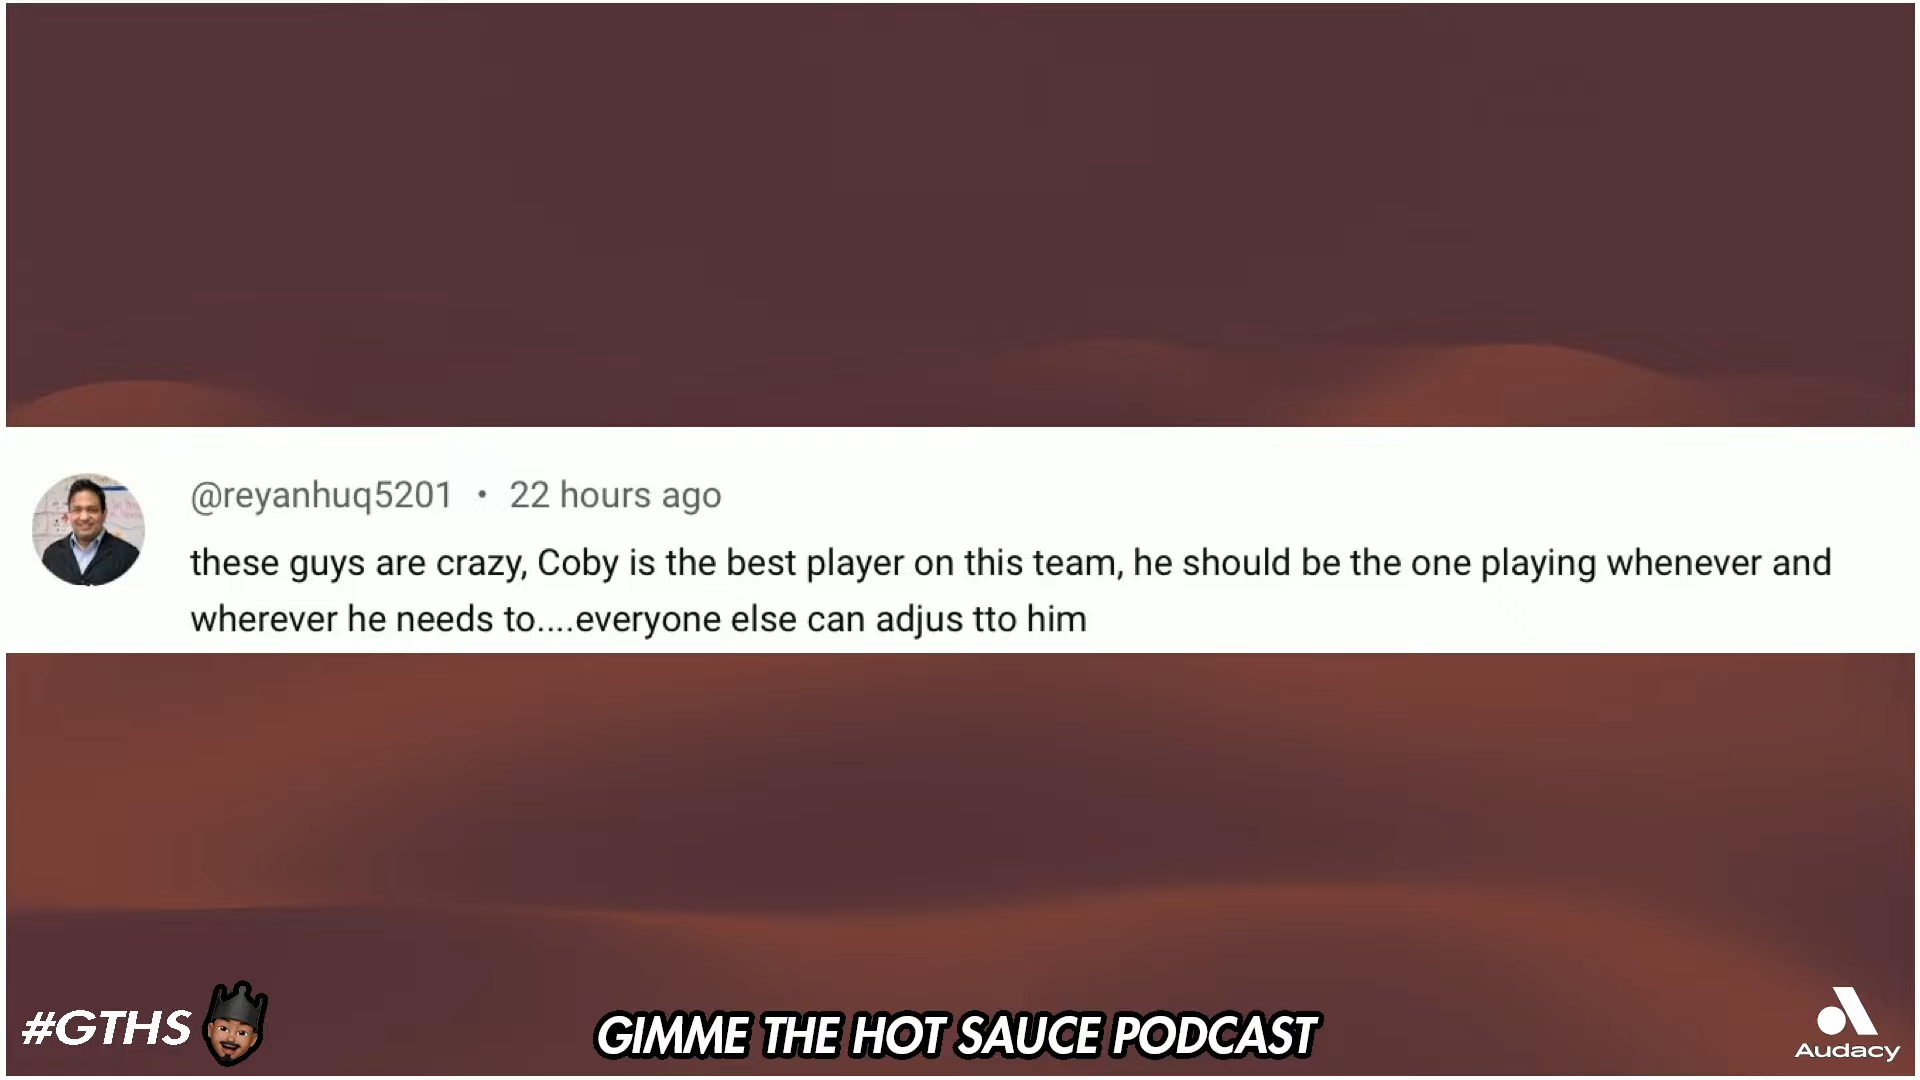 @reyanhuq5201 • 22 hours ago
these guys are crazy, Coby is the best player on this team, he should be the one playing whenever and
wherever he needs to....everyone else can adjus tto him
#GTHS
GIMME THE HOT SAUCE PODCAST
Audacy